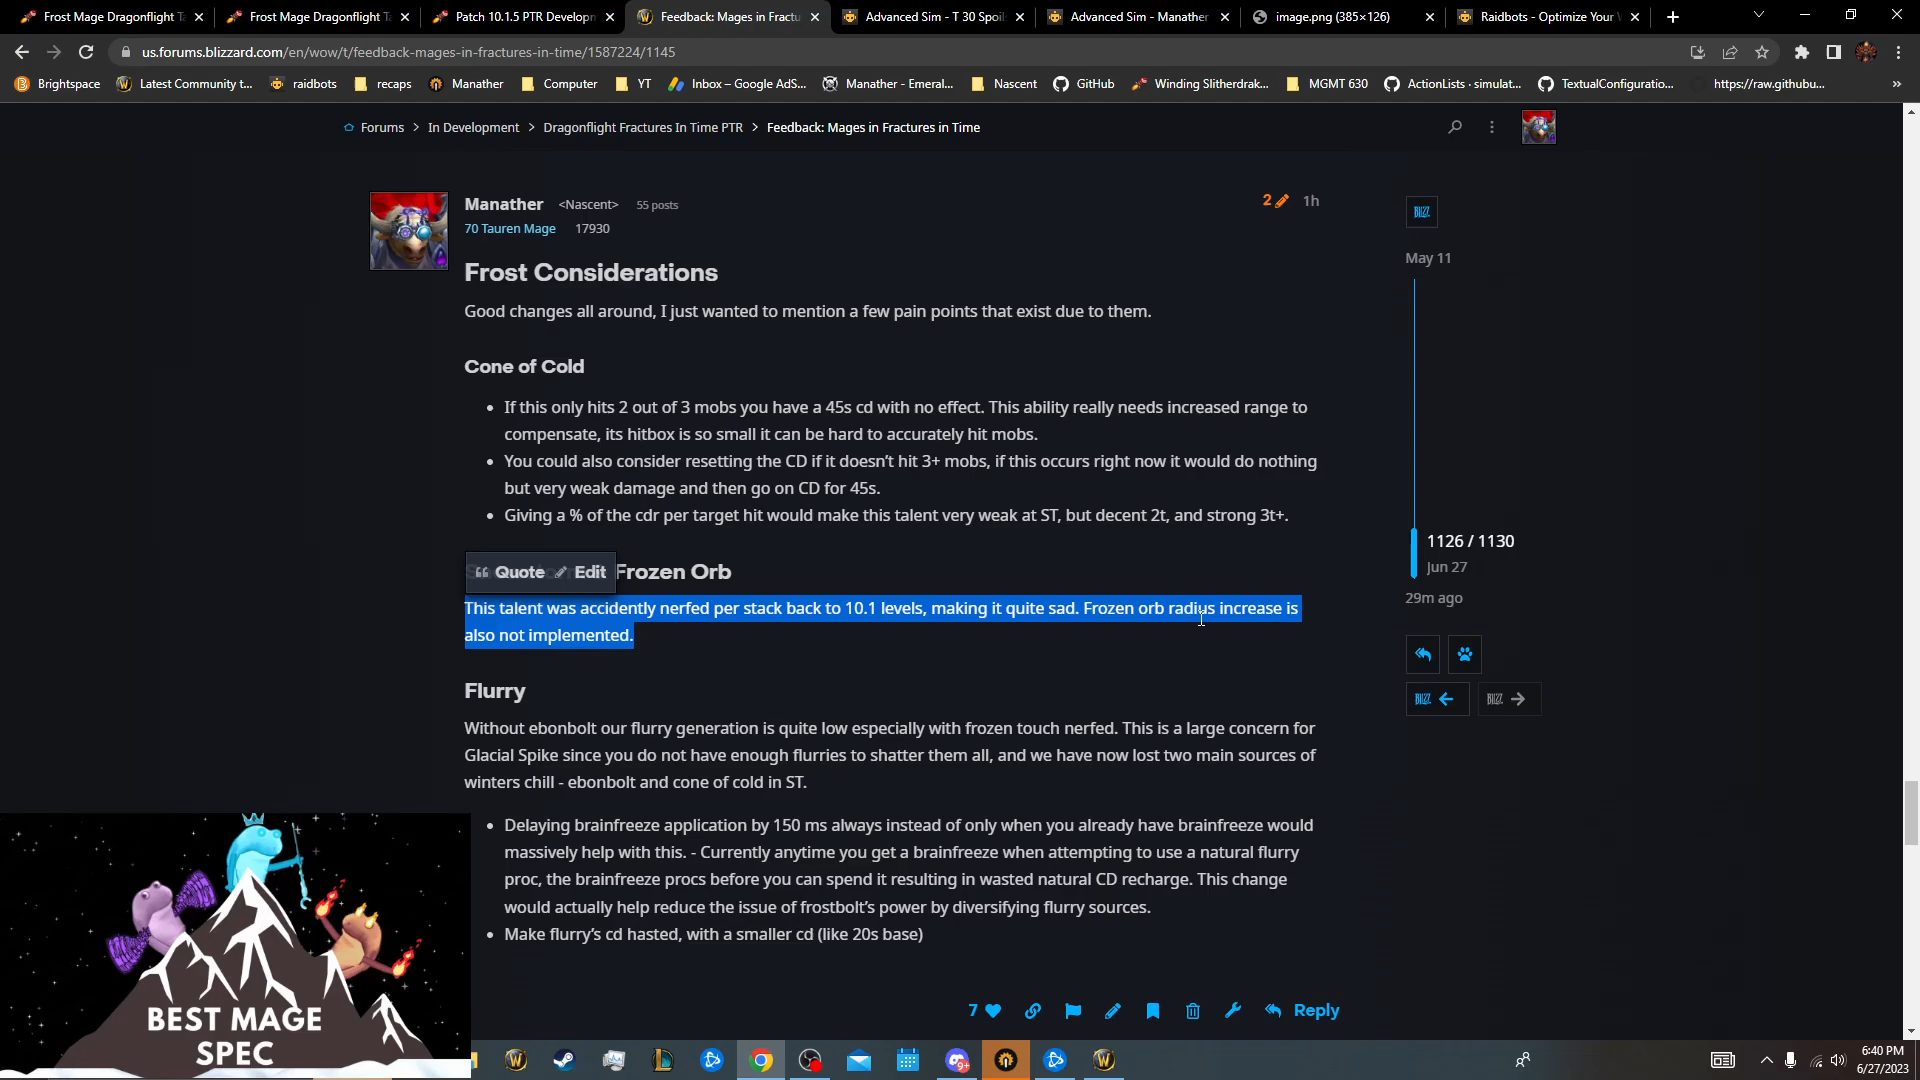 Frost Mage Dragonflight Ta
Frost Mage Dragonflight Ta
Patch 10.1.5 PTR Developm
Feedback: Mages in Fractu
Advanced Sim - T 30 Spoil
Advanced Sim - Manather
image.png (385×126)
Raidbots - Optimize Your
us.forums.blizzard.com/en/wow/t/feedback-mages-in-fractures-in-time/1587224/1145
Brightspace
Latest Community t...
raidbots
recaps
Manather
Computer
YT
Inbox – Google AdS...
Manather - Emeral...
Nascent
GitHub
Winding Slitherdrak...
MGMT 630
ActionLists · simulat...
TextualConfiguratio...
https://raw.githubu...
»
Forums > In Development > Dragonflight Fractures In Time PTR > Feedback: Mages in Fractures in Time
Manather <Nascent> 55 posts
2 1h
70 Tauren Mage 17930
Frost Considerations
Good changes all around, I just wanted to mention a few pain points that exist due to them.
Cone of Cold
• If this only hits 2 out of 3 mobs you have a 45s cd with no effect. This ability really needs increased range to
compensate, its hitbox is so small it can be hard to accurately hit mobs.
• You could also consider resetting the CD if it doesn't hit 3+ mobs, if this occurs right now it would do nothing
but very weak damage and then go on CD for 45s.
• Giving a % of the cdr per target hit would make this talent very weak at ST, but decent 2t, and strong 3t+.
Quote Edit
Frozen Orb
This talent was accidently nerfed per stack back to 10.1 levels, making it quite sad. Frozen orb radius increase is
also not implemented.
Flurry
Without ebonbolt our flurry generation is quite low especially with frozen touch nerfed. This is a large concern for
Glacial Spike since you do not have enough flurries to shatter them all, and we have now lost two main sources of
winters chill - ebonbolt and cone of cold in ST.
• Delaying brainfreeze application by 150 ms always instead of only when you already have brainfreeze would
massively help with this. - Currently anytime you get a brainfreeze when attempting to use a natural flurry
proc, the brainfreeze procs before you can spend it resulting in wasted natural CD recharge. This change
would actually help reduce the issue of frostbolt's power by diversifying flurry sources.
• Make flurry's cd hasted, with a smaller cd (like 20s base)
7
Reply
BLIZZ
May 11
1126 / 1130
Jun 27
29m ago
BLIZZ
BLIZZ
BEST MAGE
SPEC
9+
6:40 PM
6/27/2023